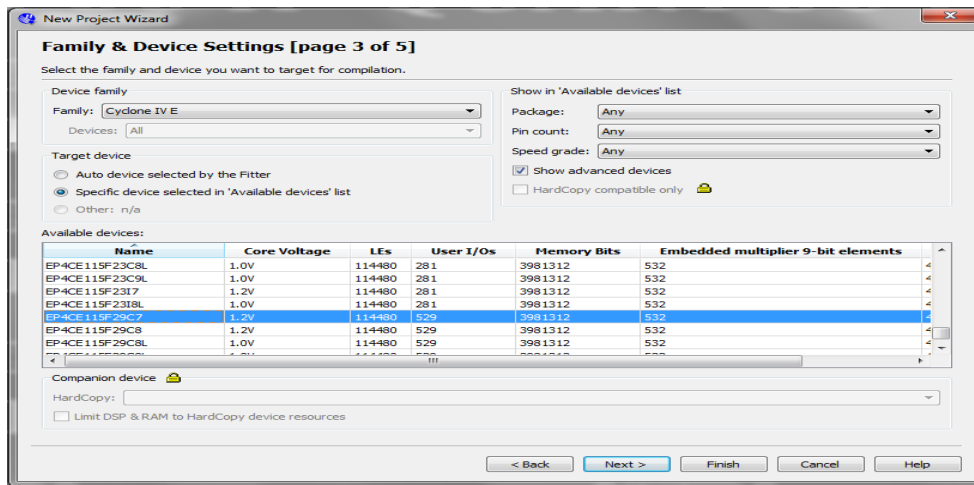 New Project Wizard
Family & Device Settings [page 3 of 5]
Select the family and device you want to target for compilation.
Device family
Family: Cyclone IV E
Devices: All
Show in 'Available devices' list
Package: Any
Pin count: Any
Speed grade: Any
Show advanced devices
HardCopy compatible only
Target device
Auto device selected by the Fitter
Specific device selected in 'Available devices' list
Other: n/a
Available devices:
Name Core Voltage LEs User I/Os Memory Bits Embedded multiplier 9-bit elements
EP4CE115F23C8L 1.0V 114480 281 3981312 532 4
EP4CE115F23C9L 1.0V 114480 281 3981312 532 4
EP4CE115F23I7 1.2V 114480 281 3981312 532 4
EP4CE115F23I8L 1.0V 114480 281 3981312 532 4
EP4CE115F29C7 1.2V 114480 529 3981312 532 4
EP4CE115F29C8 1.2V 114480 529 3981312 532 4
EP4CE115F29C8L 1.0V 114480 529 3981312 532 4
Companion device
HardCopy:
Limit DSP & RAM to HardCopy device resources
< Back Next > Finish Cancel Help